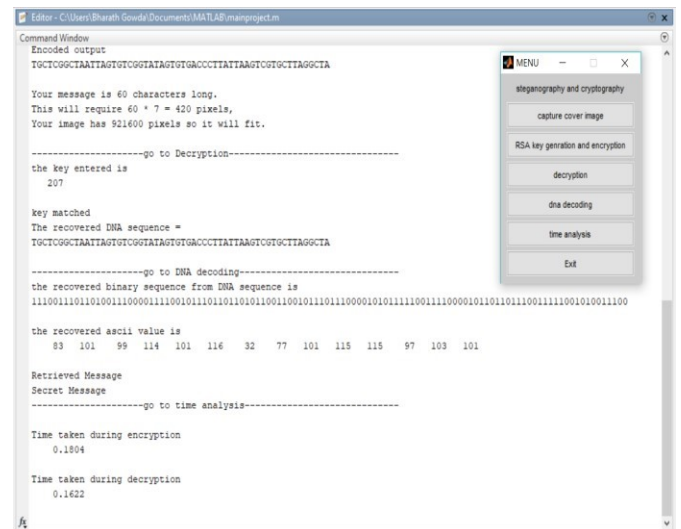 Editor - C:\Users\Bharath Gowda\Documents\MATLAB\mainproject.m
Command Window
Encoded output
TGCTCGGCTAATTAGTGTCGGTATAGTGTGACCCTTATTAAGTCGTGCTTAGGCTA
Your message is 60 characters long.
This will require 60 * 7 = 420 pixels,
Your image has 921600 pixels so it will fit.
---------------------go to Decryption--------------------------------
the key entered is
207
key matched
The recovered DNA sequence =
TGCTCGGCTAATTAGTGTCGGTATAGTGTGACCCTTATTAAGTCGTGCTTAGGCTA
---------------------go to DNA decoding------------------------------
the recovered binary sequence from DNA sequence is
the recovered ascii value is
83 101 99 114 101 116 32 77 101 115 115 97 103 101
Retrieved Message
Secret Message
---------------------go to time analysis-----------------------------
Time taken during encryption
0.1804
Time taken during decryption
0.1622
fx
MENU
steganography and cryptography
capture cover image
RSA key genration and encryption
decryption
dna decoding
time analysis
Exit